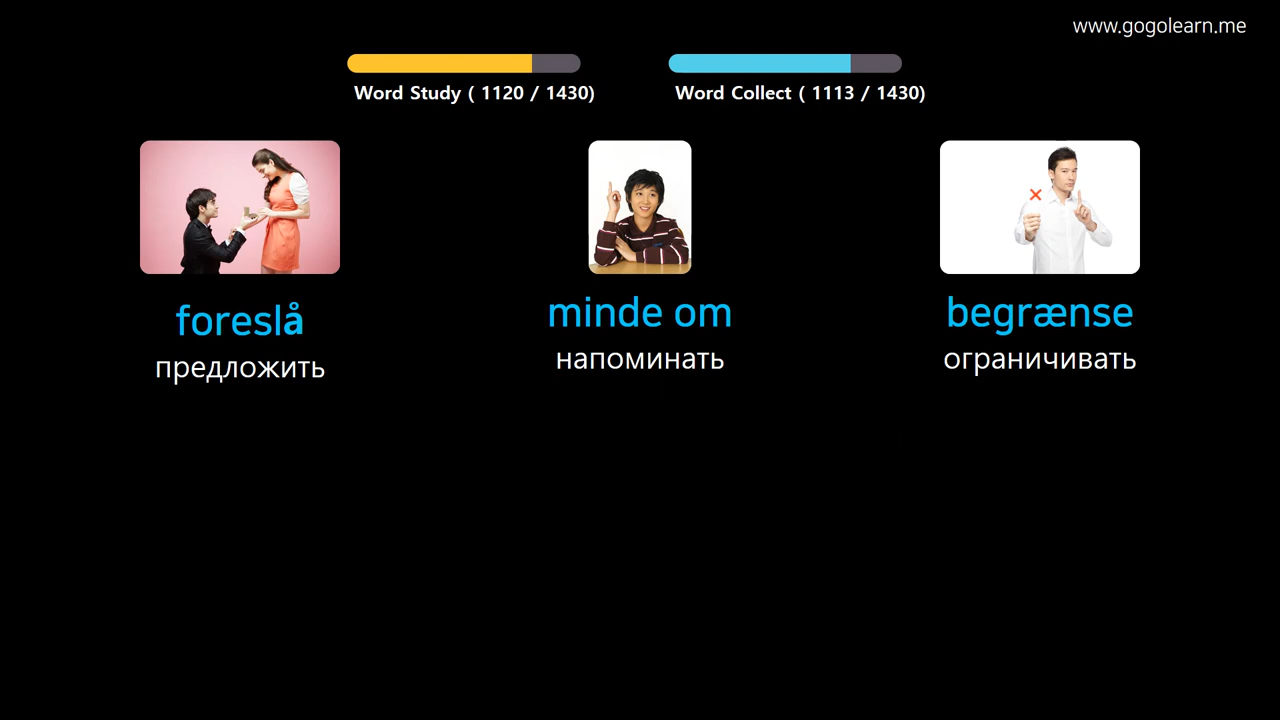 www.gogolearn.me
Word Study ( 1120 / 1430)
Word Collect ( 1113 / 1430)
foreslå
minde om
begrænse
предложить
напоминать
ограничивать